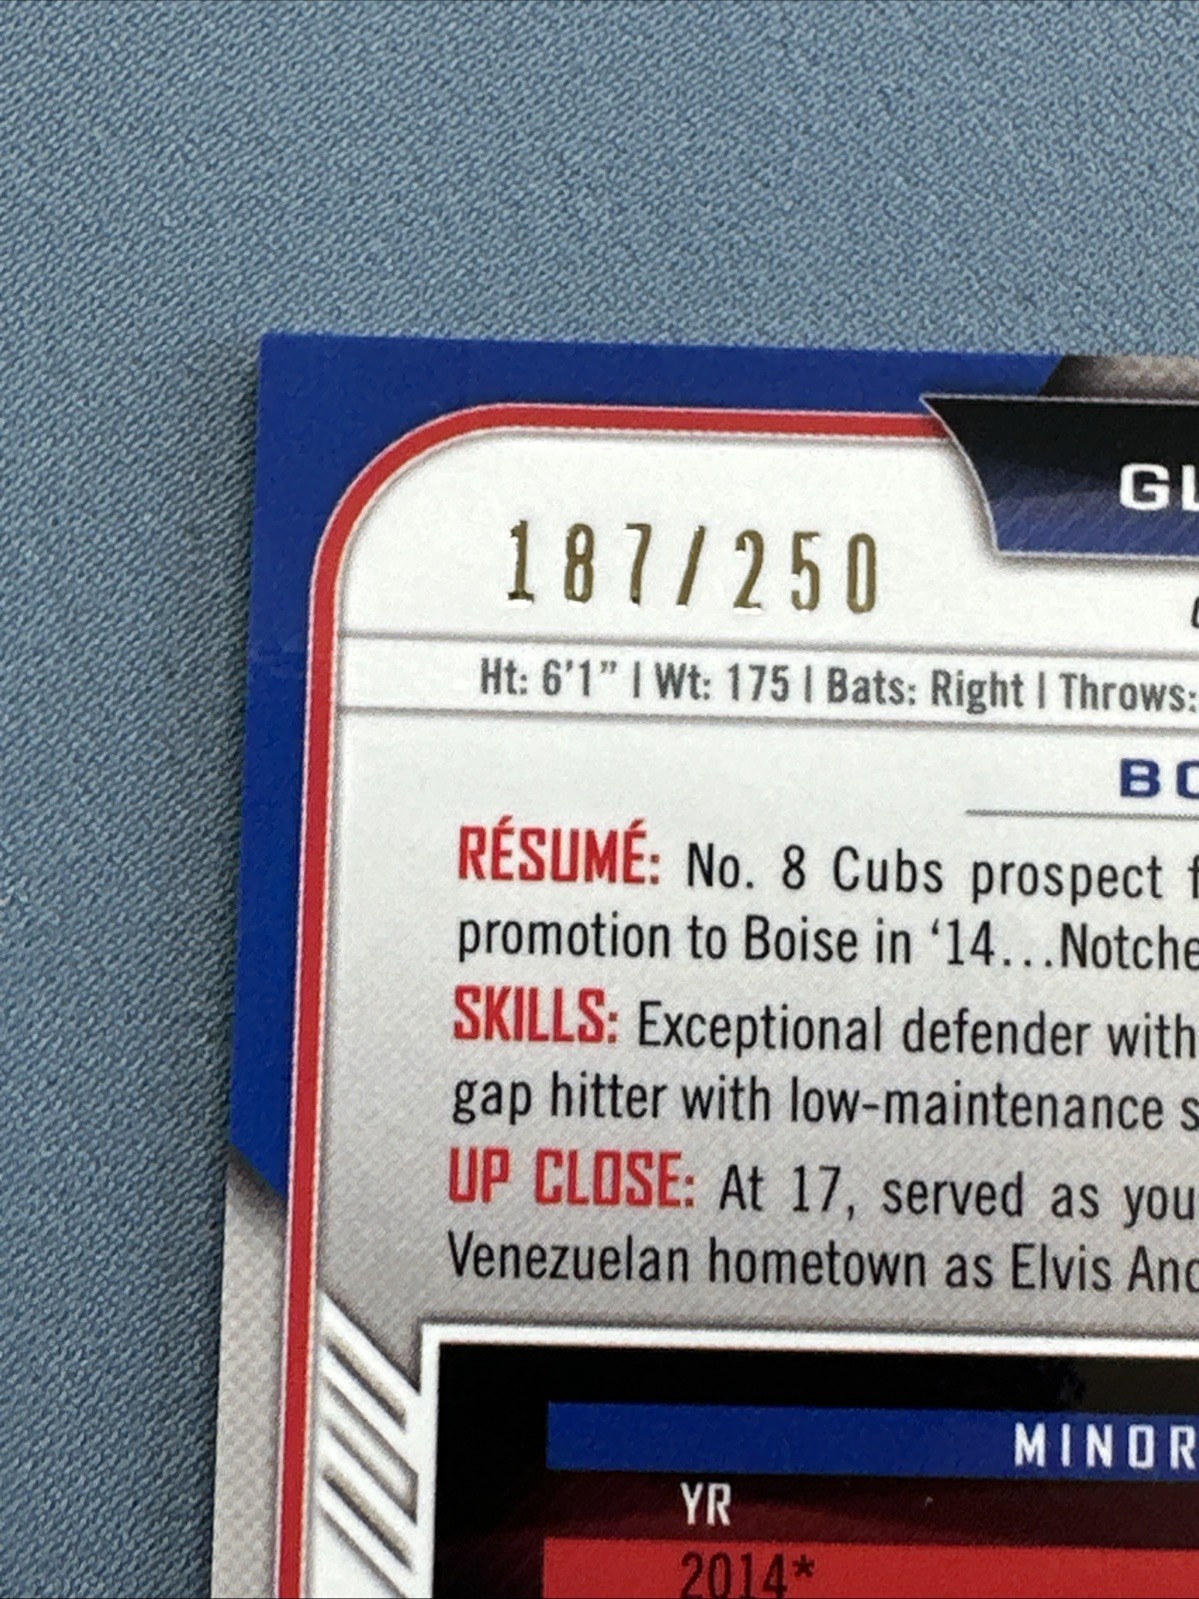 GL
187/250
Ht: 6'1" | Wt: 175 | Bats: Right | Throws:
BO
RÉSUMÉ: No. 8 Cubs prospect f
promotion to Boise in ‘14...Notche
SKILLS: Exceptional defender with
gap hitter with low-maintenance s
UP CLOSE: At 17, served as you
Venezuelan hometown as Elvis And
MINOR
YR
2014*